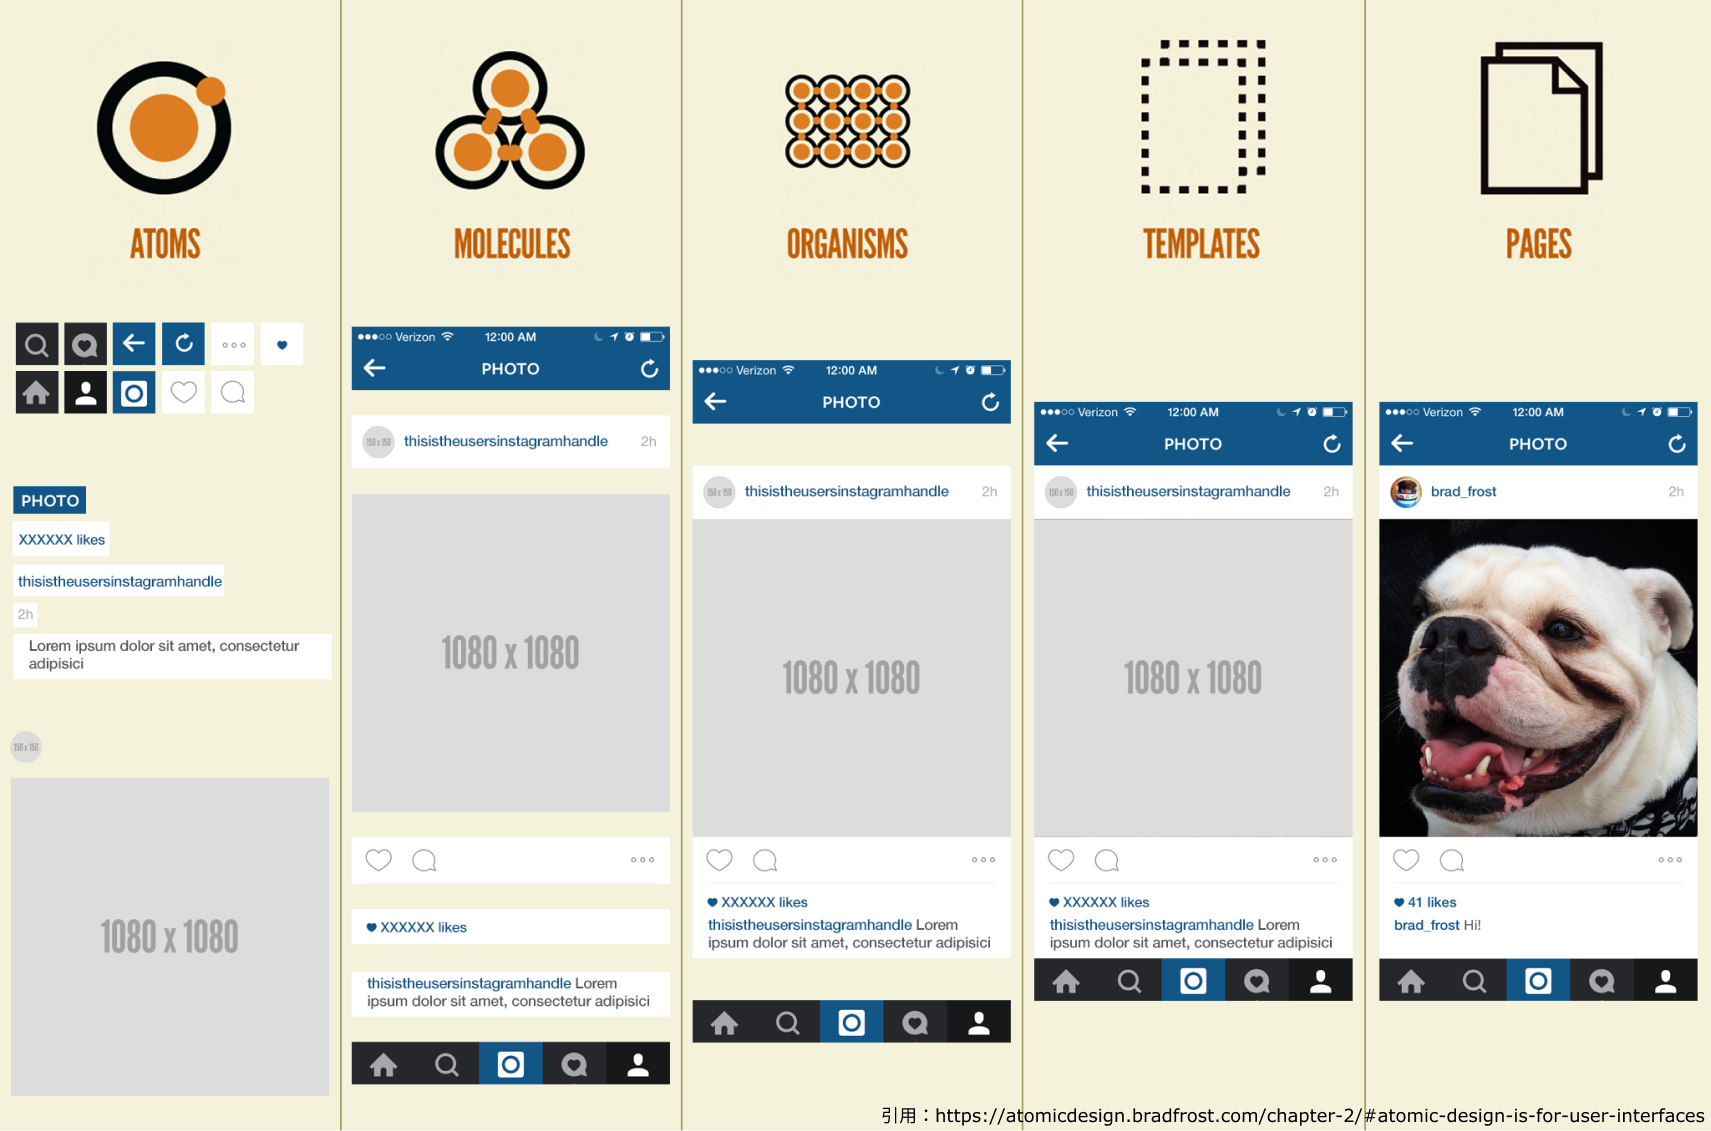 ATOMS
PHOTO
XXXXXX likes
thisistheusersinstagramhandle
2h
Lorem ipsum dolor sit amet, consectetur
adipisici
150 x 150
1080 x 1080
MOLECULES
Verizon 12:00 AM
PHOTO
150 x 150 thisistheusersinstagramhandle 2h
1080 x 1080
XXXXXX likes
thisistheusersinstagramhandle Lorem
ipsum dolor sit amet, consectetur adipisici
ORGANISMS
Verizon 12:00 AM
PHOTO
150 x 150 thisistheusersinstagramhandle 2h
1080 x 1080
XXXXXX likes
thisistheusersinstagramhandle Lorem
ipsum dolor sit amet, consectetur adipisici
TEMPLATES
Verizon 12:00 AM
PHOTO
150 x 150 thisistheusersinstagramhandle 2h
1080 x 1080
XXXXXX likes
thisistheusersinstagramhandle Lorem
ipsum dolor sit amet, consectetur adipisici
PAGES
Verizon 12:00 AM
PHOTO
brad_frost 2h
41 likes
brad_frost Hi!
引用：https://atomicdesign.bradfrost.com/chapter-2/#atomic-design-is-for-user-interfaces